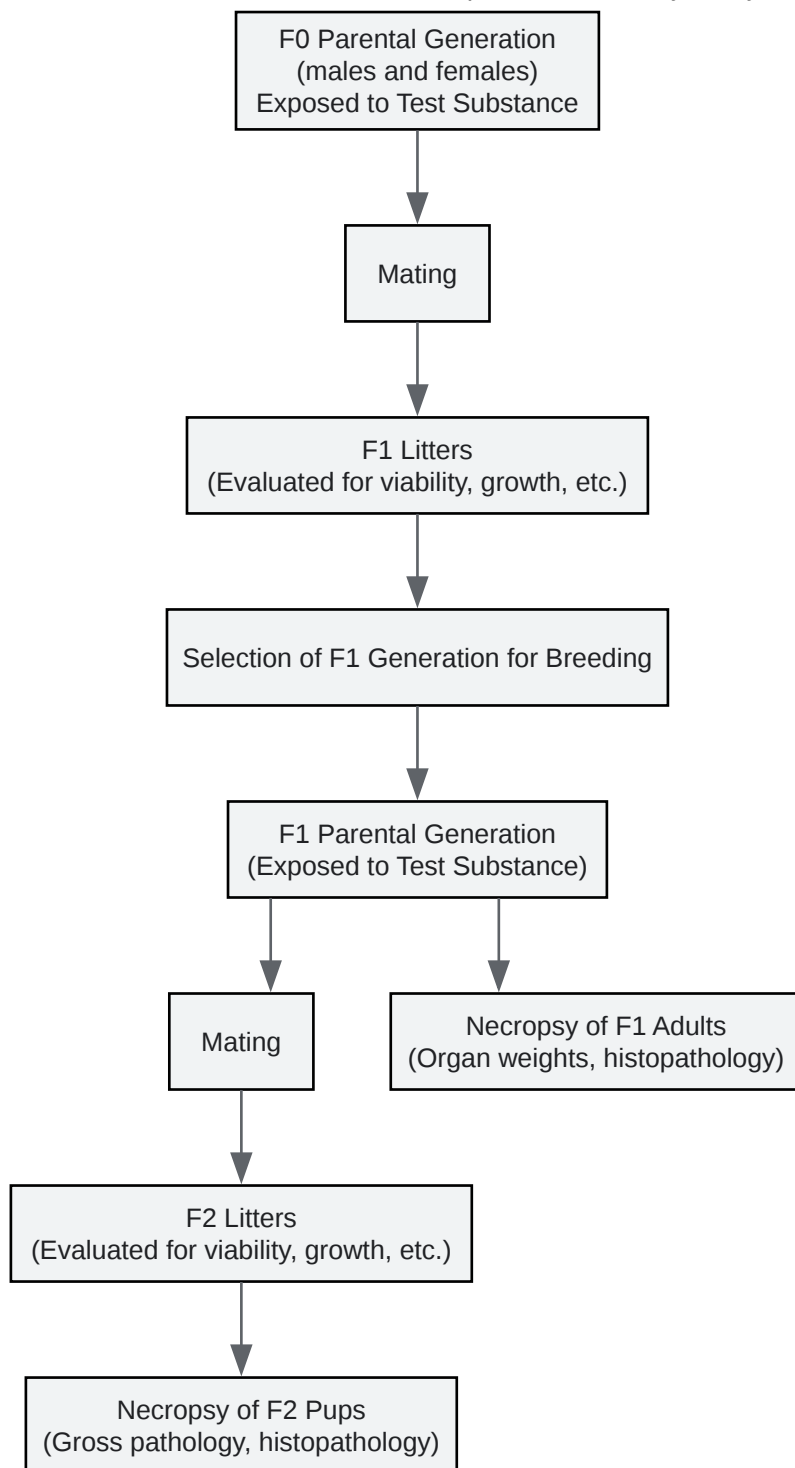 F0 Parental Generation
(males and females)
Exposed to Test Substance
Mating
F1 Litters
(Evaluated for viability, growth, etc.)
Selection of F1 Generation for Breeding
F1 Parental Generation
(Exposed to Test Substance)
Mating
Necropsy of F1 Adults
(Organ weights, histopathology)
F2 Litters
(Evaluated for viability, growth, etc.)
Necropsy of F2 Pups
(Gross pathology, histopathology)